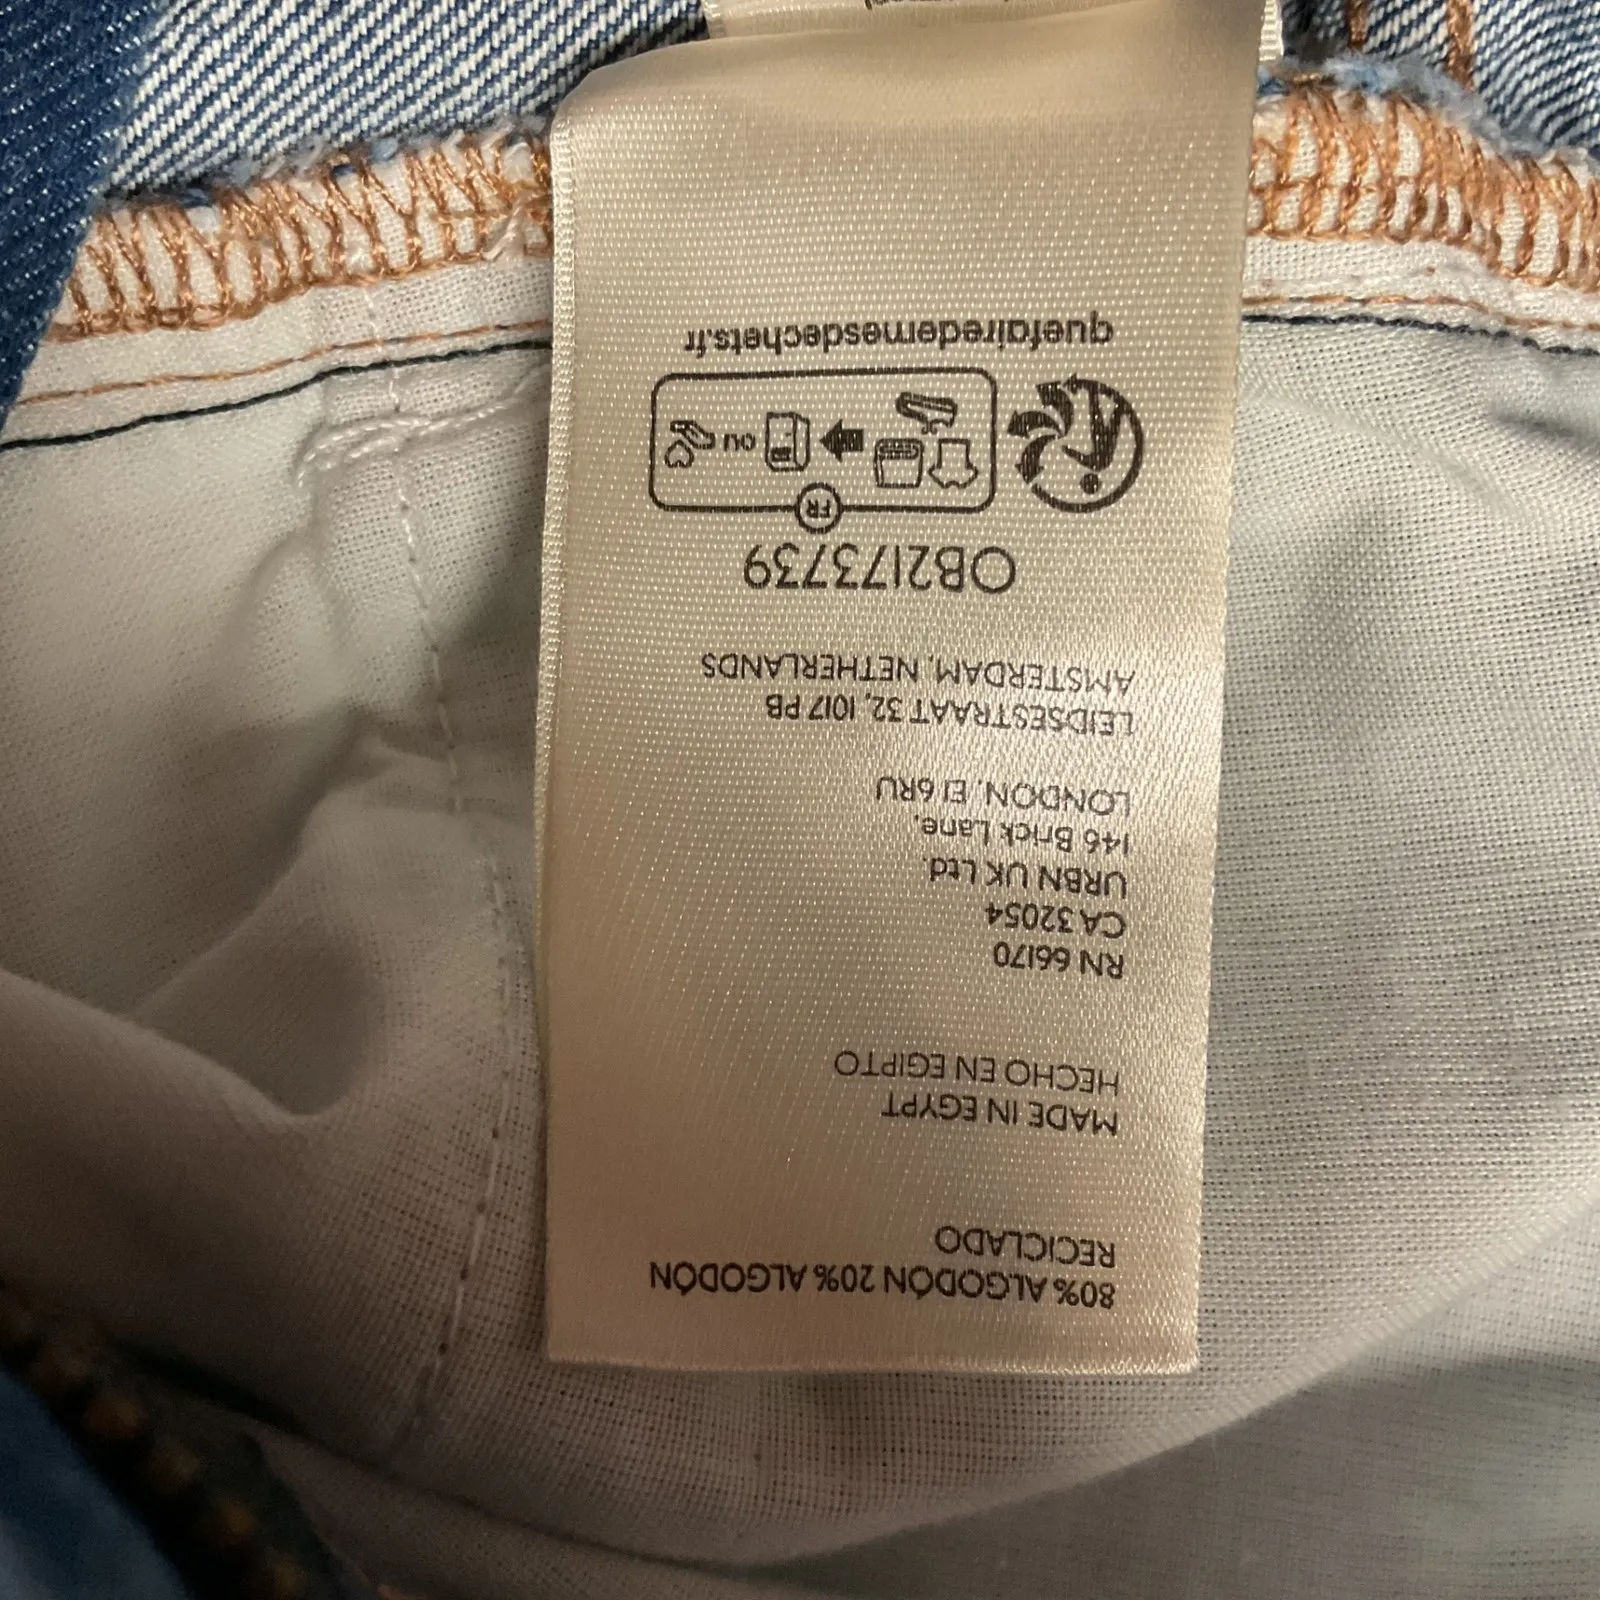 80% ALGODÓN 20% ALGODÓN
RECICLADO
MADE IN EGYPT
HECHO EN EGIPTO
RN 66170
CA 32054
URBN UK Ltd.
146 Brick Lane,
LONDON, E1 6RU
LEIDSESTRAAT 32, 1017 PB
AMSTERDAM, NETHERLANDS
OB2173739
FR
ou
quefairedemesdechets.fr